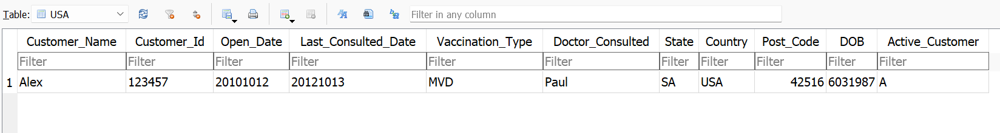 Table: USA Filter in any column
Customer_Name Customer_Id Open_Date Last_Consulted_Date Vaccination_Type Doctor_Consulted State Country Post_Code DOB Active_Customer
Filter Filter Filter Filter Filter Filter Filter Filter Filter Filter Filter
1 Alex 123457 20101012 20121013 MVD Paul SA USA 42516 6031987 A